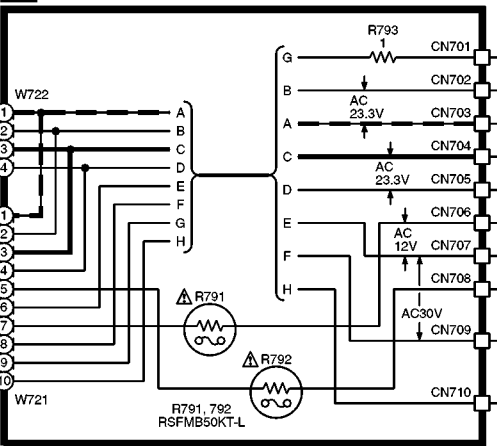 R793
1
G
CN701
CN702
B
AC
23.3V
W722
1
A
A
CN703
2
B
3
C
C
CN704
4
D
AC
23.3V
E
D
CN705
F
1
G
E
CN706
2
H
AC
12V
3
F
CN707
4
5
H
CN708
6
R791
7
AC30V
8
CN709
9
R792
10
W721
R791, 792
RSFMB50KT-L
CN710